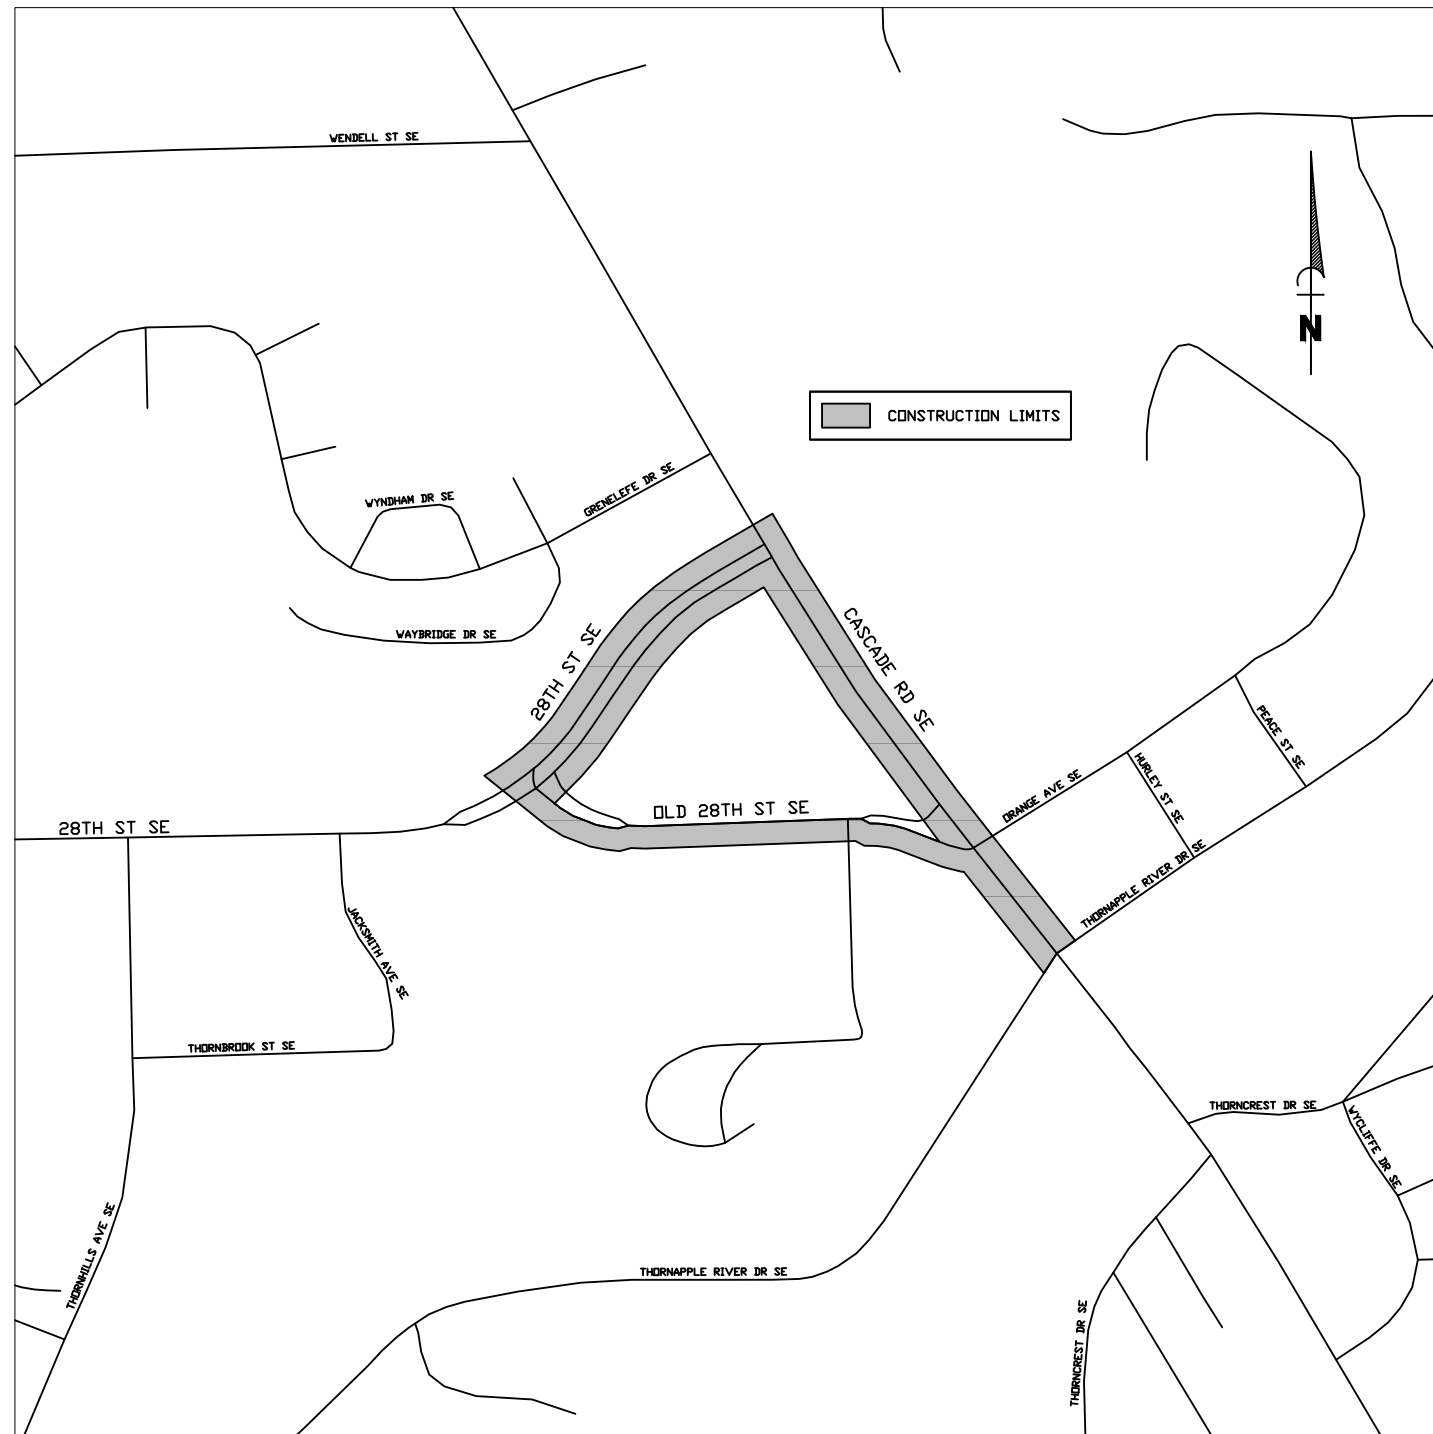 WENDELL ST SE
N
CONSTRUCTION LIMITS
GRENELEFE DR SE
WYNDHAM DR SE
WAYBRIDGE DR SE
28TH ST SE
CASCADE RD SE
PEACE ST SE
HURLEY ST SE
ORANGE AVE SE
OLD 28TH ST SE
28TH ST SE
THORNAPPLE RIVER DR SE
JACKSMITH AVE SE
THORNBROOK ST SE
THORNCREST DR SE
WYCLIFFE DR SE
THORNHILLS AVE SE
THORNAPPLE RIVER DR SE
THORNCREST DR SE